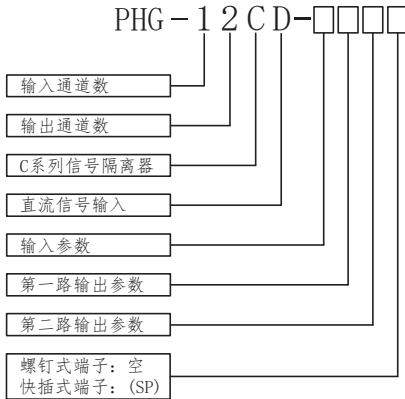 PHG-12CD-□□□□
输入通道数
输出通道数
C系列信号隔离器
直流信号输入
输入参数
第一路输出参数
第二路输出参数
螺钉式端子：空
快插式端子：(SP)